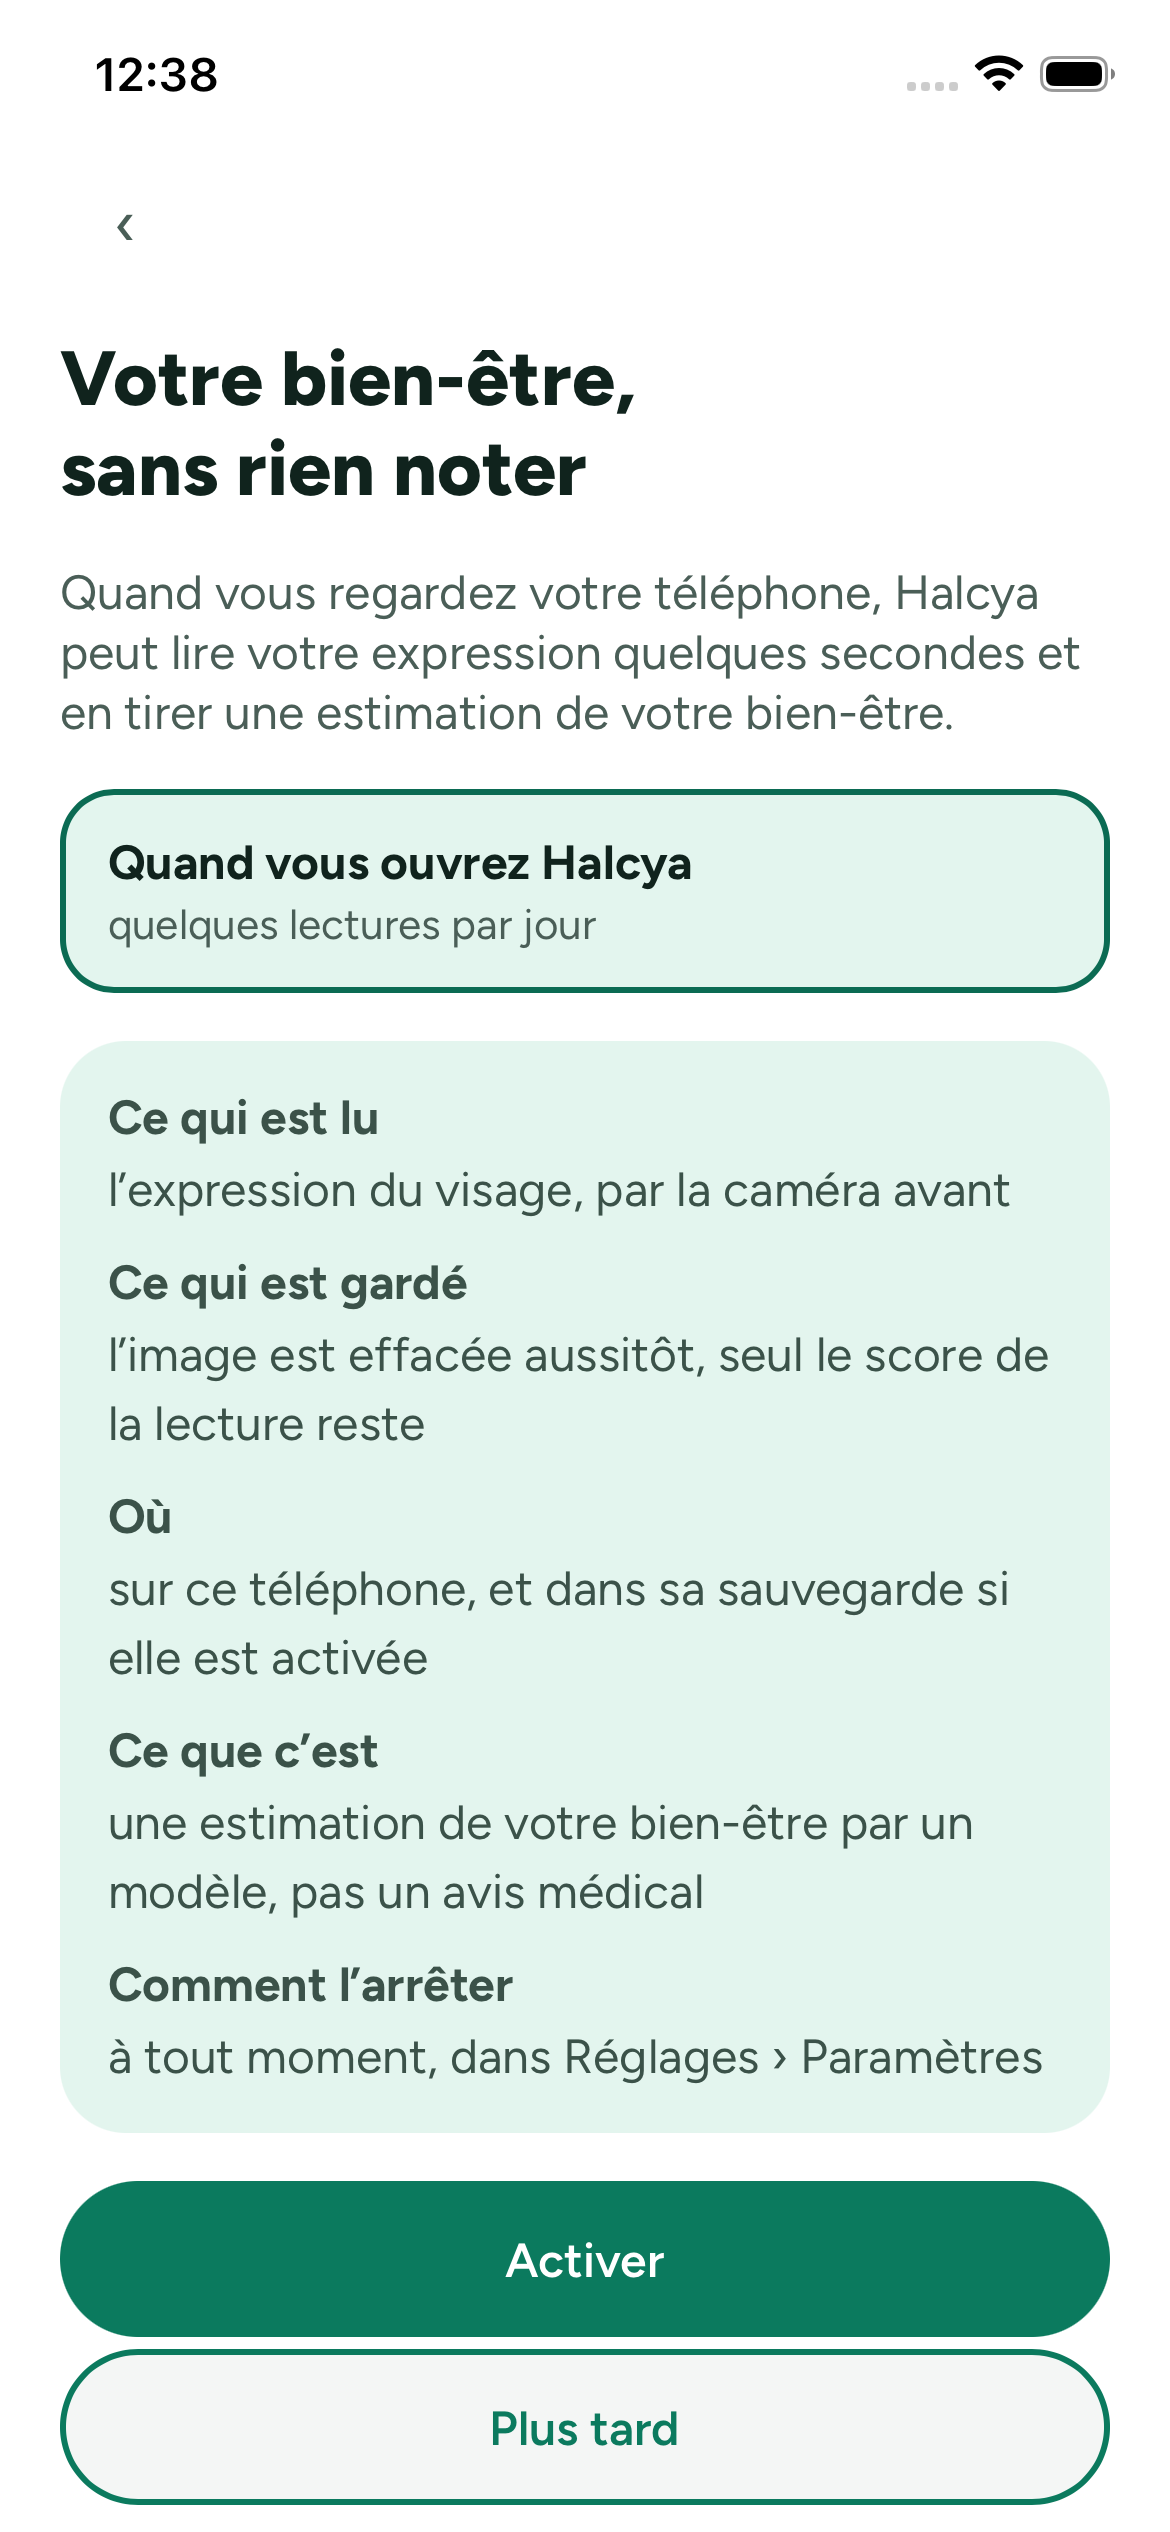 12:38
‹
Votre bien-être,
sans rien noter
Quand vous regardez votre téléphone, Halcya
peut lire votre expression quelques secondes et
en tirer une estimation de votre bien-être.
Quand vous ouvrez Halcya
quelques lectures par jour
Ce qui est lu
l’expression du visage, par la caméra avant
Ce qui est gardé
l’image est effacée aussitôt, seul le score de
la lecture reste
Où
sur ce téléphone, et dans sa sauvegarde si
elle est activée
Ce que c’est
une estimation de votre bien-être par un
modèle, pas un avis médical
Comment l’arrêter
à tout moment, dans Réglages › Paramètres
Activer
Plus tard